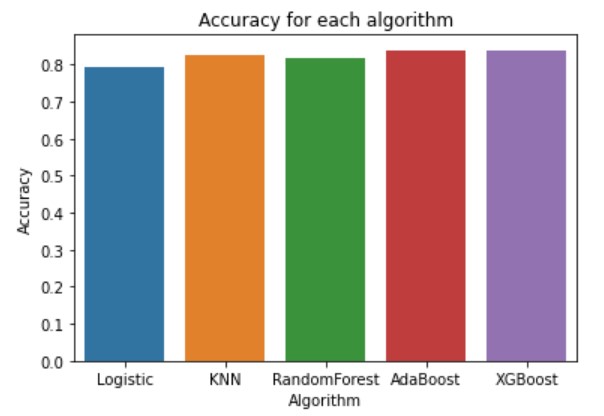 Accuracy for each algorithm
Accuracy
0.8
0.7
0.6
0.5
0.4
0.3
0.2
0.1
0.0
Logistic KNN RandomForest AdaBoost XGBoost
Algorithm